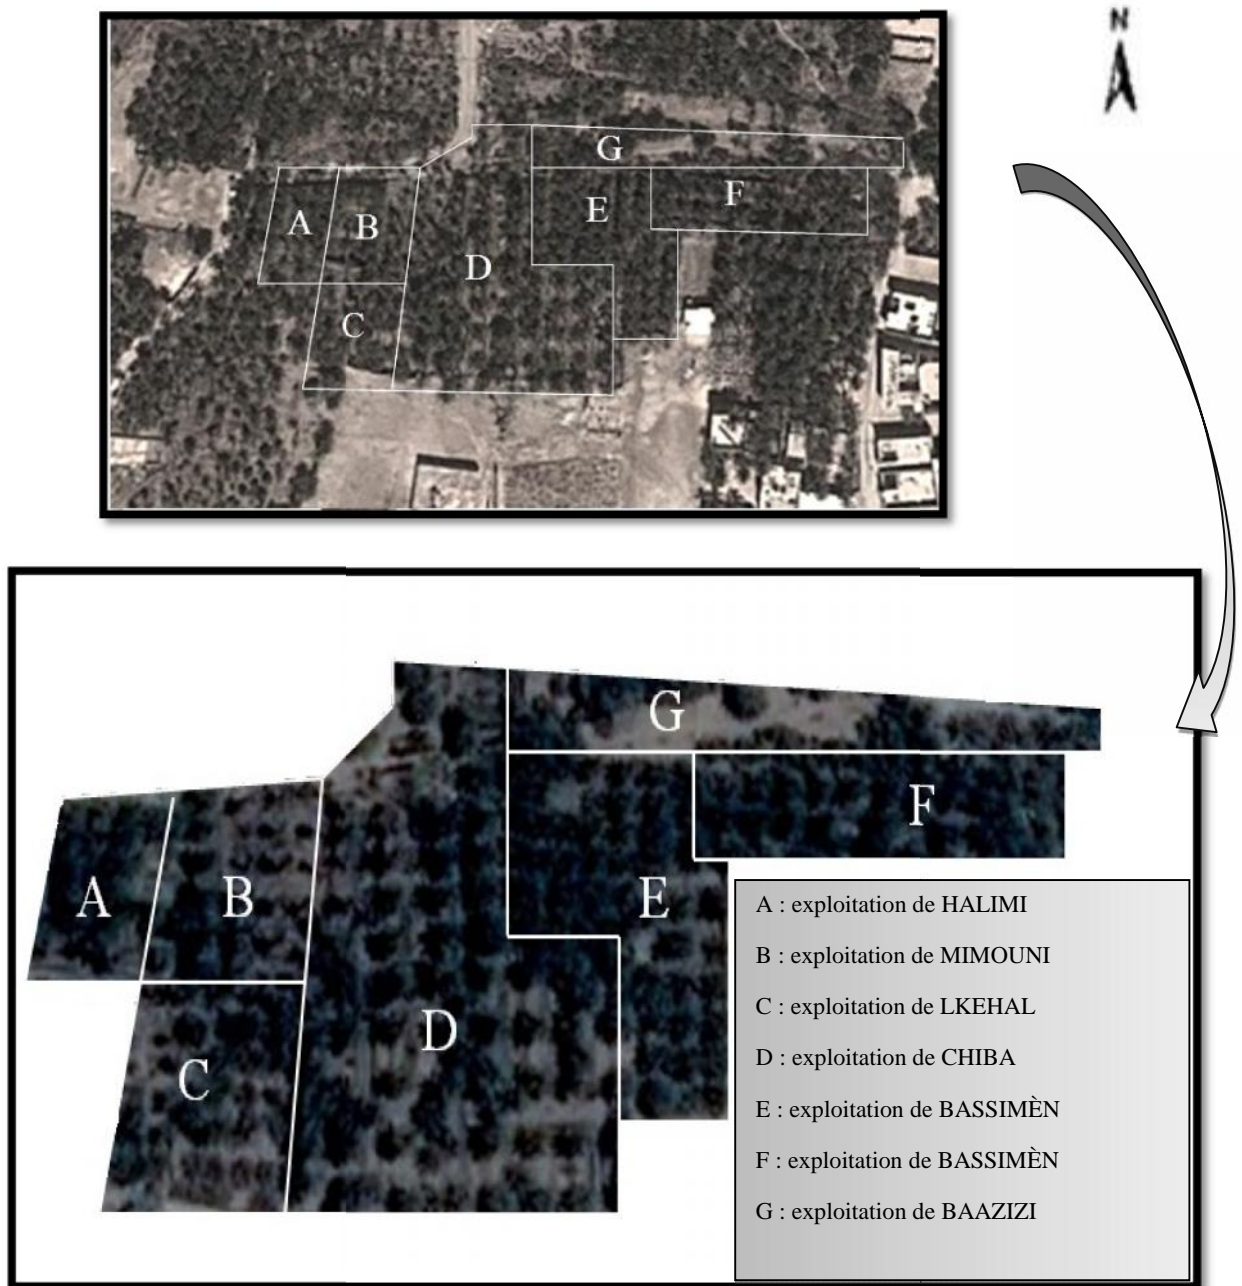 N
G
F
E
A
B
D
C
G
F
A
B
E
D
C
A : exploitation de HALIMI
B : exploitation de MIMOUNI
C : exploitation de LKEHAL
D : exploitation de CHIBA
E : exploitation de BASSIMÈN
F : exploitation de BASSIMÈN
G : exploitation de BAAZIZI